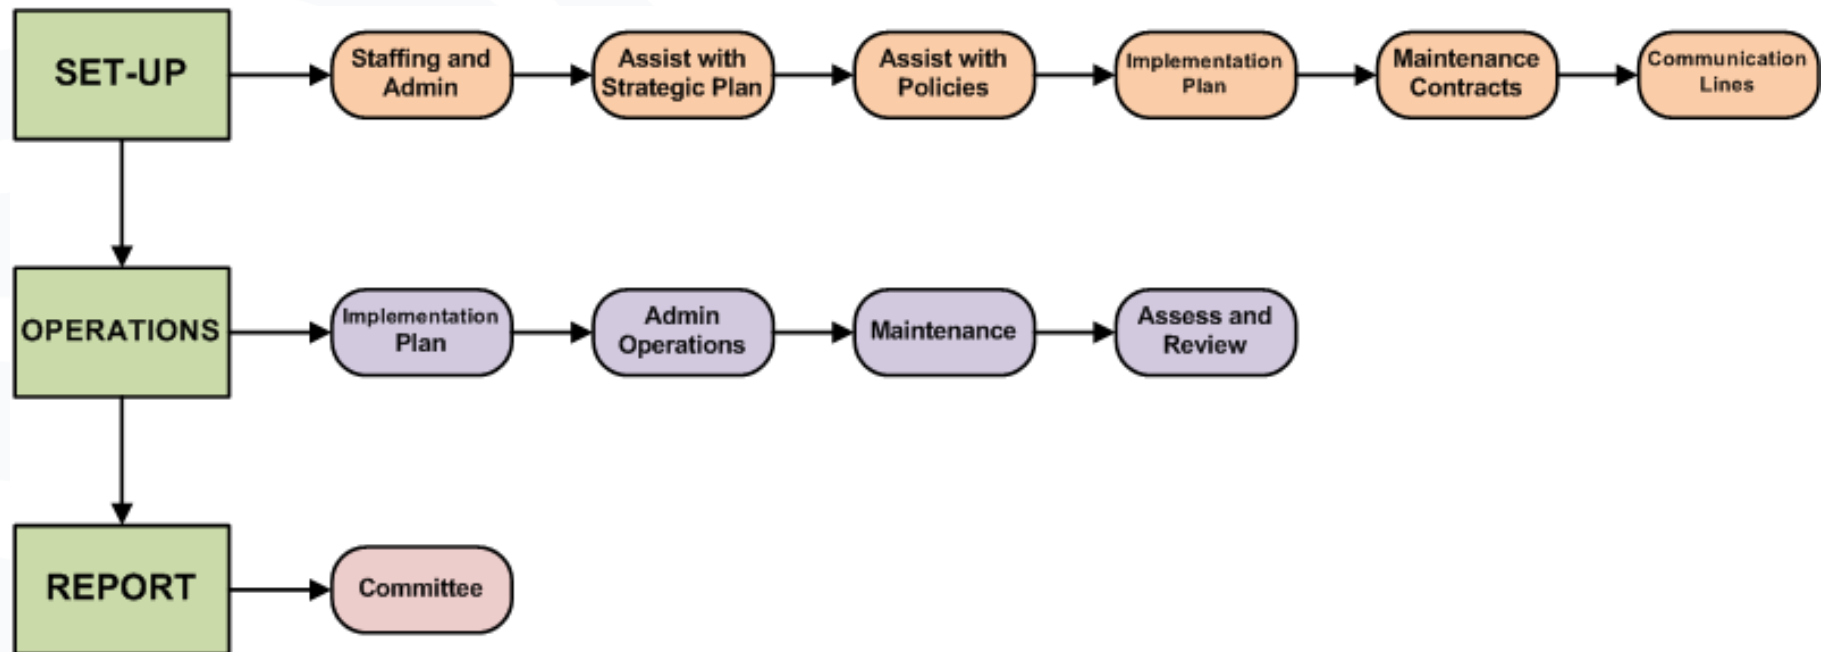 SET-UP
Staffing and
Admin
Assist with
Strategic Plan
Assist with
Policies
Implementation
Plan
Maintenance
Contracts
Communication
Lines
OPERATIONS
Implementation
Plan
Admin
Operations
Maintenance
Assess and
Review
REPORT
Committee